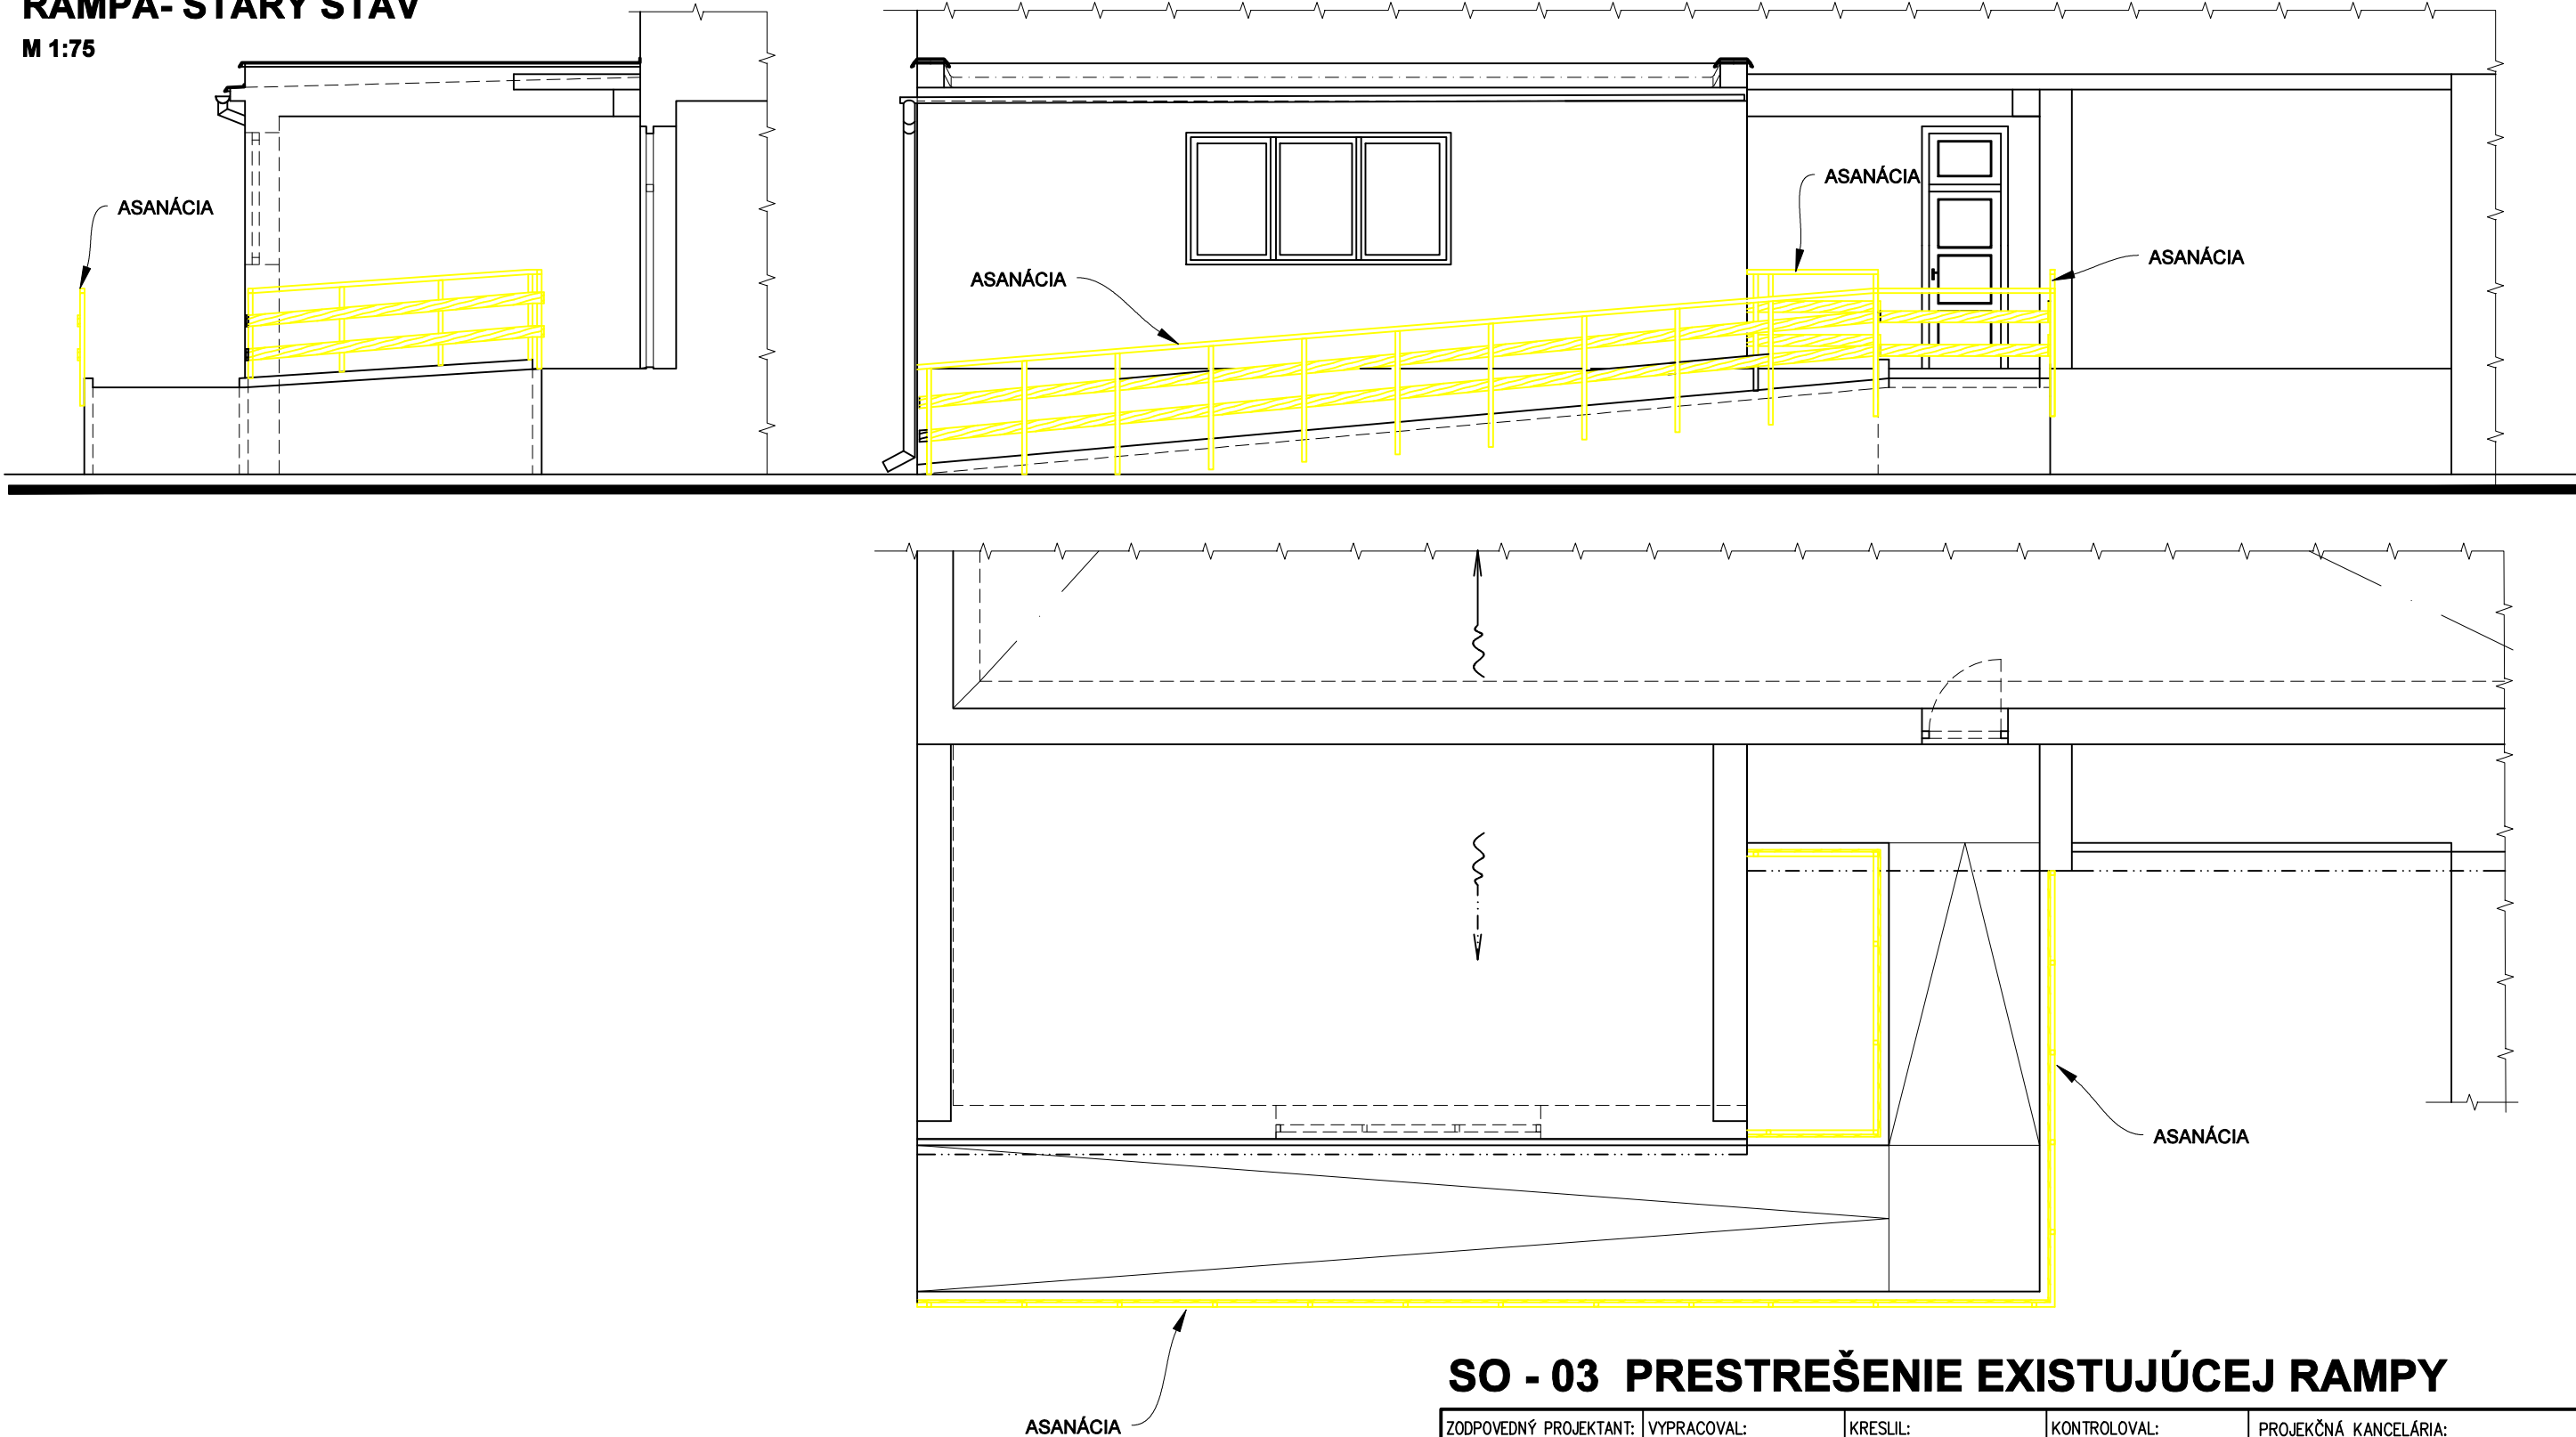 RAMPA- STARÝ STAV
M 1:75
ASANÁCIA
ASANÁCIA
ASANÁCIA
ASANÁCIA
ASANÁCIA
ASANÁCIA
SO - 03 PRESTREŠENIE EXISTUJÚCEJ RAMPY
ZODPOVEDNÝ PROJEKTANT: VYPRACOVAL: KRESLIL: KONTROLOVAL: PROJEKČNÁ KANCELÁRIA: